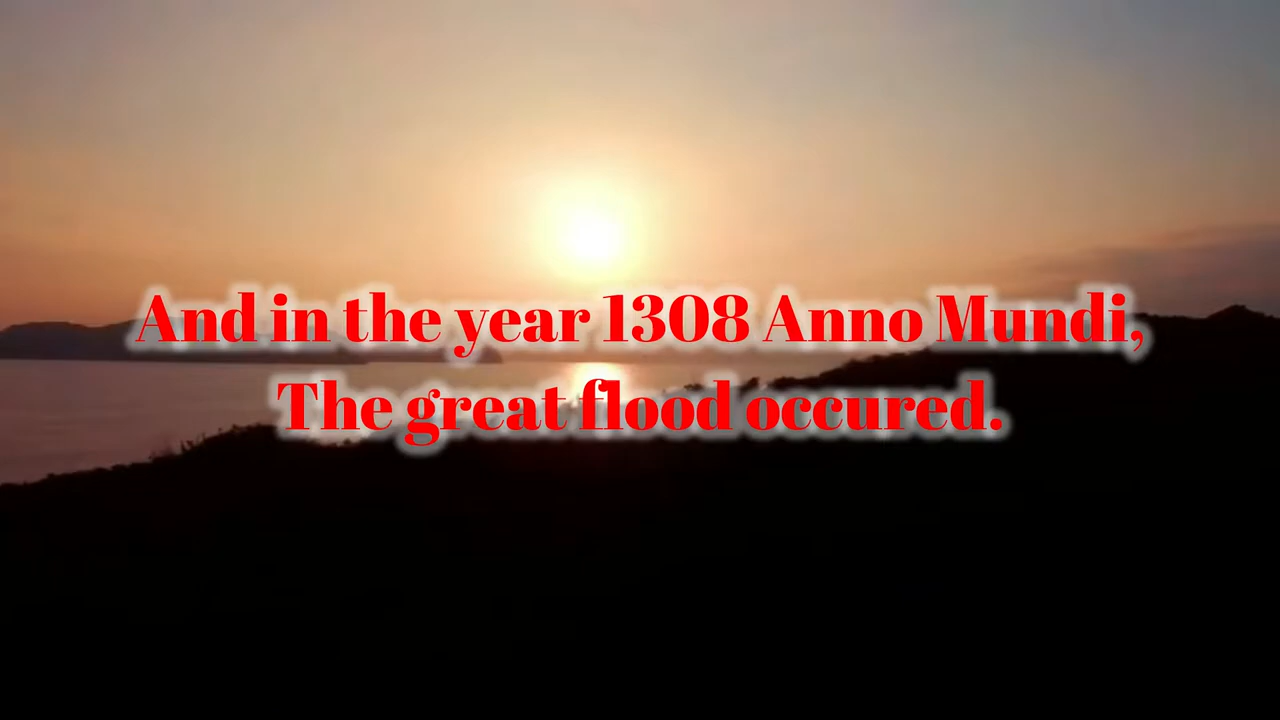 And in the year 1308 Anno Mundi,
The great flood occured.